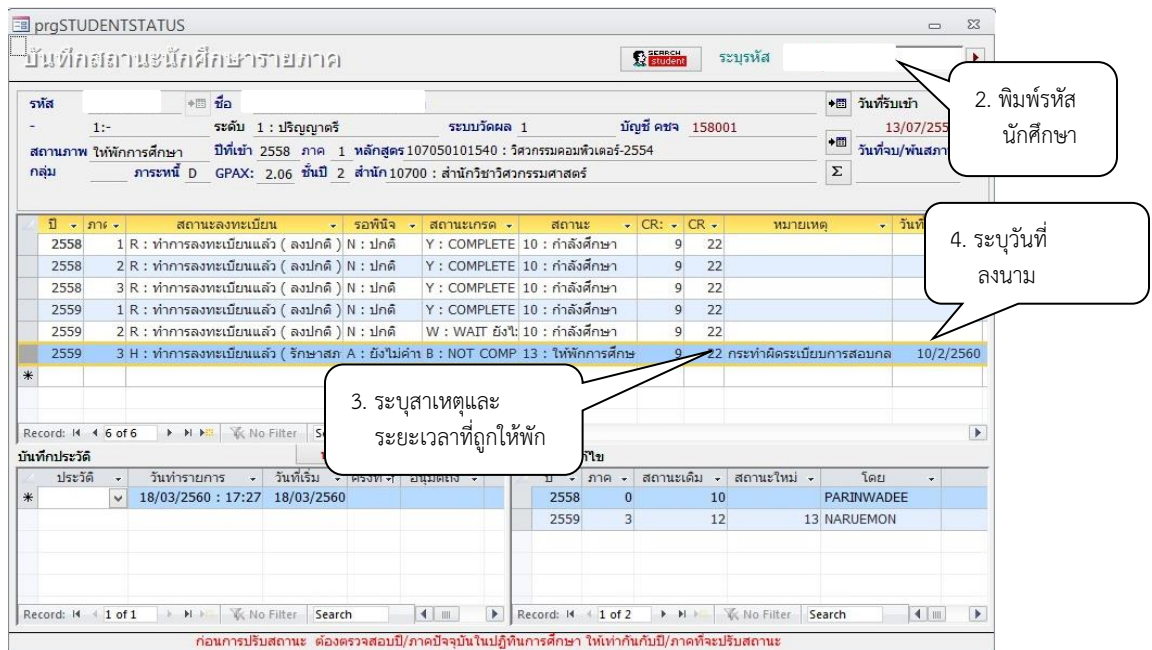 prgSTUDENTSTATUS
บันทึกสถานะนักศึกษารายภาค
SEARCH student
ระบุรหัส
2. พิมพ์รหัส
นักศึกษา
รหัส ชื่อ วันที่รับเข้า
- 1:- ระดับ 1 : ปริญญาตรี ระบบวัดผล 1 บัญชี คชจ 158001 13/07/255
สถานภาพ ให้พักการศึกษา ปีที่เข้า 2558 ภาค 1 หลักสูตร 107050101540 : วิศวกรรมคอมพิวเตอร์-2554 วันที่จบ/พ้นสภา
กลุ่ม ภาระหนี้ D GPAX: 2.06 ชั้นปี 2 สำนัก 10700 : สำนักวิชาวิศวกรรมศาสตร์ Σ
ปี ภาค สถานะลงทะเบียน รอพินิจ สถานะเกรด สถานะ CR: CR หมายเหตุ วันที่
2558 1 R : ทำการลงทะเบียนแล้ว ( ลงปกติ ) N : ปกติ Y : COMPLETE 10 : กำลังศึกษา 9 22
2558 2 R : ทำการลงทะเบียนแล้ว ( ลงปกติ ) N : ปกติ Y : COMPLETE 10 : กำลังศึกษา 9 22
2558 3 R : ทำการลงทะเบียนแล้ว ( ลงปกติ ) N : ปกติ Y : COMPLETE 10 : กำลังศึกษา 9 22
2559 1 R : ทำการลงทะเบียนแล้ว ( ลงปกติ ) N : ปกติ Y : COMPLETE 10 : กำลังศึกษา 9 22
2559 2 R : ทำการลงทะเบียนแล้ว ( ลงปกติ ) N : ปกติ W : WAIT ยังไ: 10 : กำลังศึกษา 9 22
2559 3 H : ทำการลงทะเบียนแล้ว ( รักษาสภ A : ยังไม่ผ่าน B : NOT COMP 13 : ให้พักการศึกษ 9 22 กระทำผิดระเบียบการสอบกล 10/2/2560
4. ระบุวันที่
ลงนาม
3. ระบุสาเหตุและ
ระยะเวลาที่ถูกให้พัก
Record: 6 of 6 No Filter
บันทึกประวัติ
ประวัติ วันทำรายการ วันที่เริ่ม ครั้งที่ อนุมัติถึง
18/03/2560 : 17:27 18/03/2560
ปี ภาค สถานะเดิม สถานะใหม่ โดย
2558 0 10 PARINWADEE
2559 3 12 13 NARUEMON
Record: 1 of 1 No Filter Search
Record: 1 of 2 No Filter Search
ก่อนการปรับสถานะ ต้องตรวจสอบปี/ภาคปัจจุบันในปฏิทินการศึกษา ให้เท่ากันกับปี/ภาคที่จะปรับสถานะ